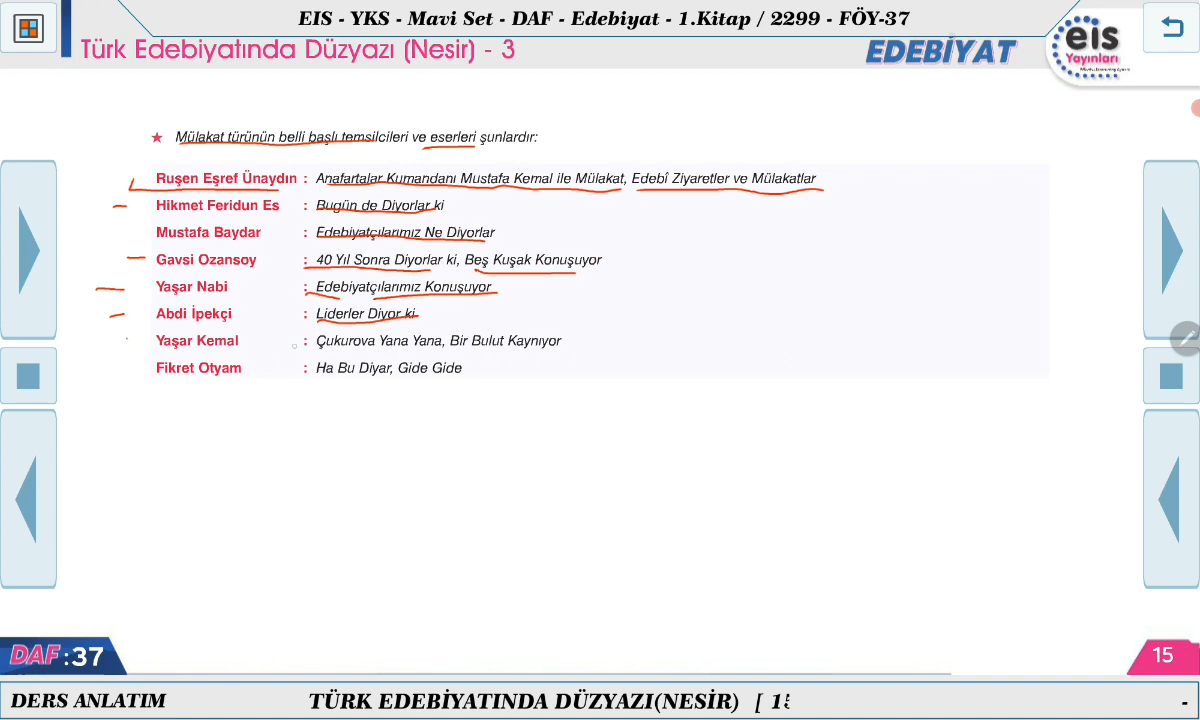 EIS - YKS - Mavi Set - DAF - Edebiyat - 1.Kitap / 2299 - FÖY-37
Türk Edebiyatında Düzyazı (Nesir) - 3
EDEBİYAT
eis
Yayınları
★ Mülakat türünün belli başlı temsilcileri ve eserleri şunlardır:
Ruşen Eşref Ünaydın : Anafartalar Kumandanı Mustafa Kemal ile Mülakat, Edebî Ziyaretler ve Mülakatlar
Hikmet Feridun Es : Bugün de Diyorlar ki
Mustafa Baydar : Edebiyatçılarımız Ne Diyorlar
Gavsi Ozansoy : 40 Yıl Sonra Diyorlar ki, Beş Kuşak Konuşuyor
Yaşar Nabi : Edebiyatçılarımız Konuşuyor
Abdi İpekçi : Liderler Diyor ki
Yaşar Kemal : Çukurova Yana Yana, Bir Bulut Kaynıyor
Fikret Otyam : Ha Bu Diyar, Gide Gide
DAF : 37
15
DERS ANLATIM TÜRK EDEBİYATINDA DÜZYAZI(NESİR) [ -